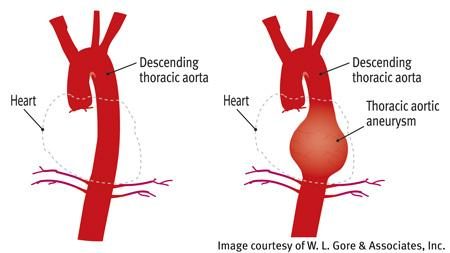 Descending
thoracic aorta
Heart
Descending
thoracic aorta
Heart
Thoracic aortic
aneurysm
Image courtesy of W. L. Gore & Associates, Inc.